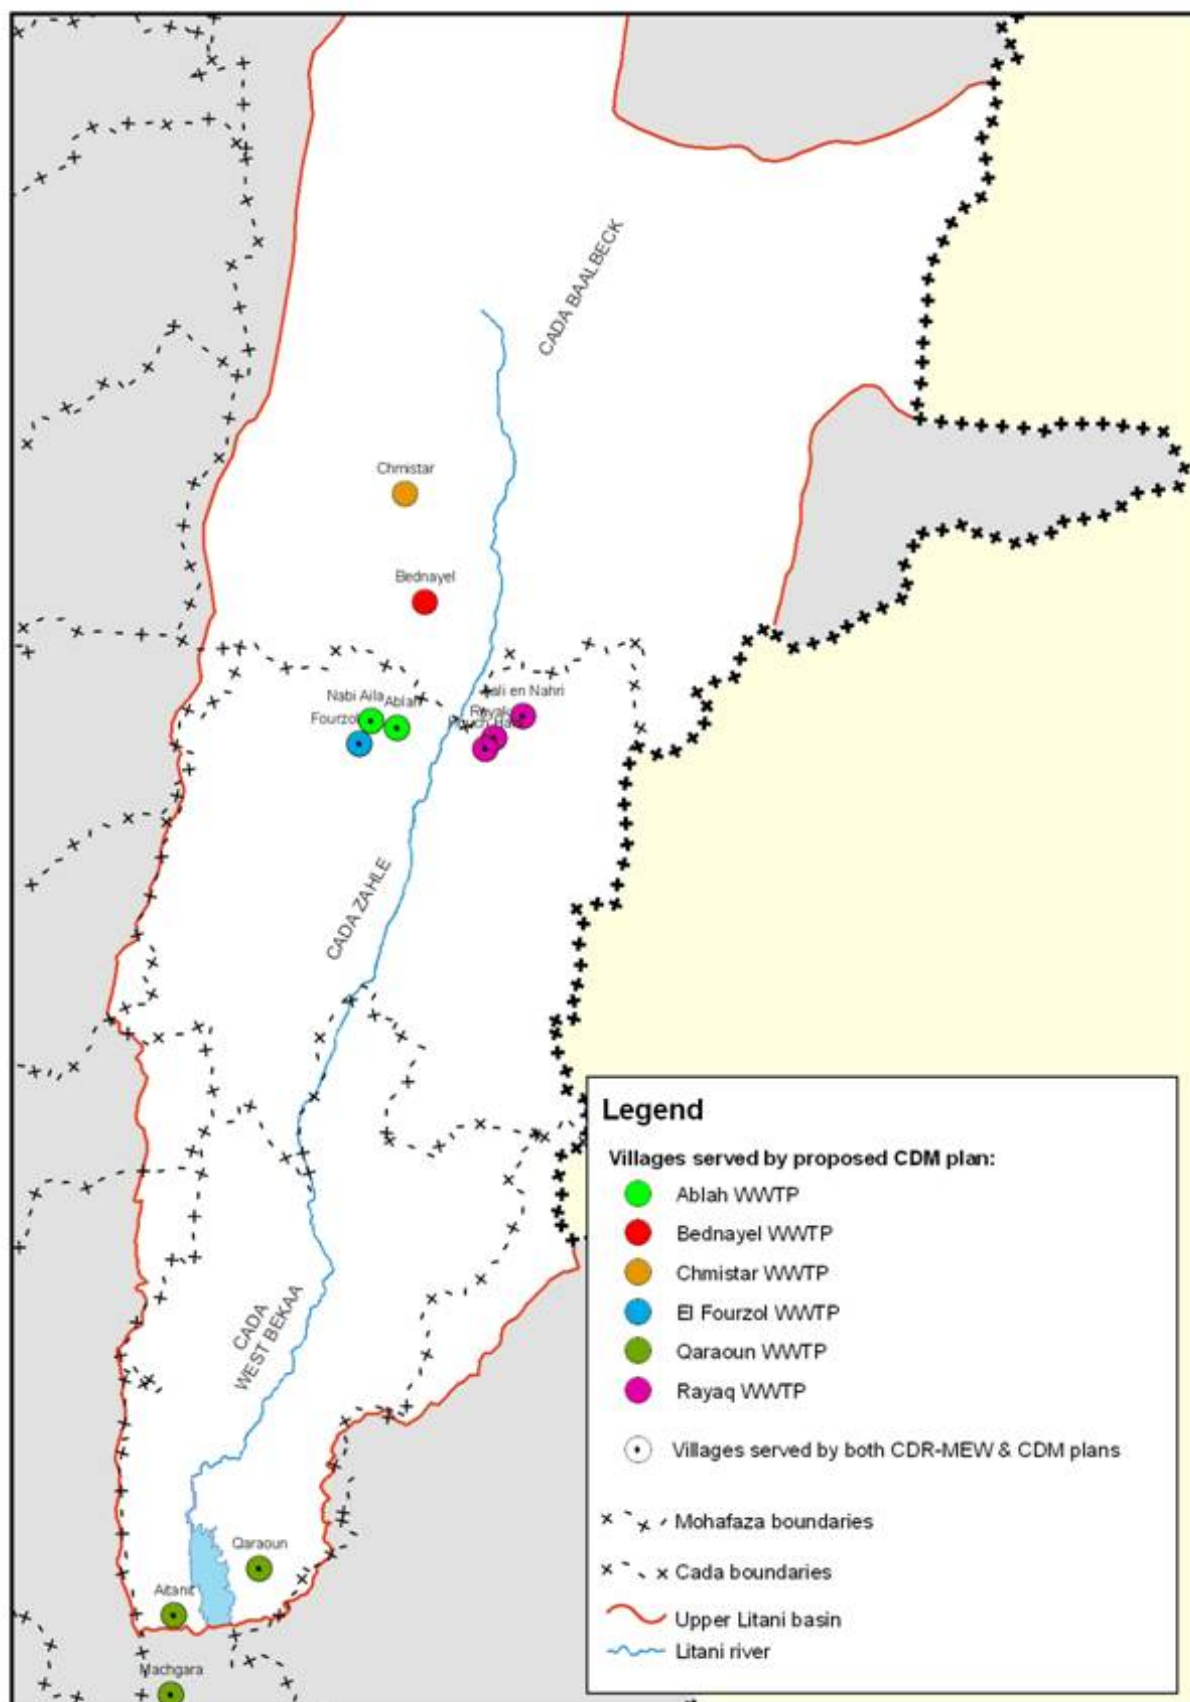 CADA BAALBECK
Chmistar
Bednayel
Nabi Aila
Ablah
Fourzol
ali en Nahri
Rayak
CADA ZAHLE
CADA
WEST BEKAA
Qaraoun
Aitanit
Machgara
Legend
Villages served by proposed CDM plan:
Ablah WWTP
Bednayel WWTP
Chmistar WWTP
El Fourzol WWTP
Qaraoun WWTP
Rayaq WWTP
Villages served by both CDR-MEW & CDM plans
Mohafaza boundaries
Cada boundaries
Upper Litani basin
Litani river